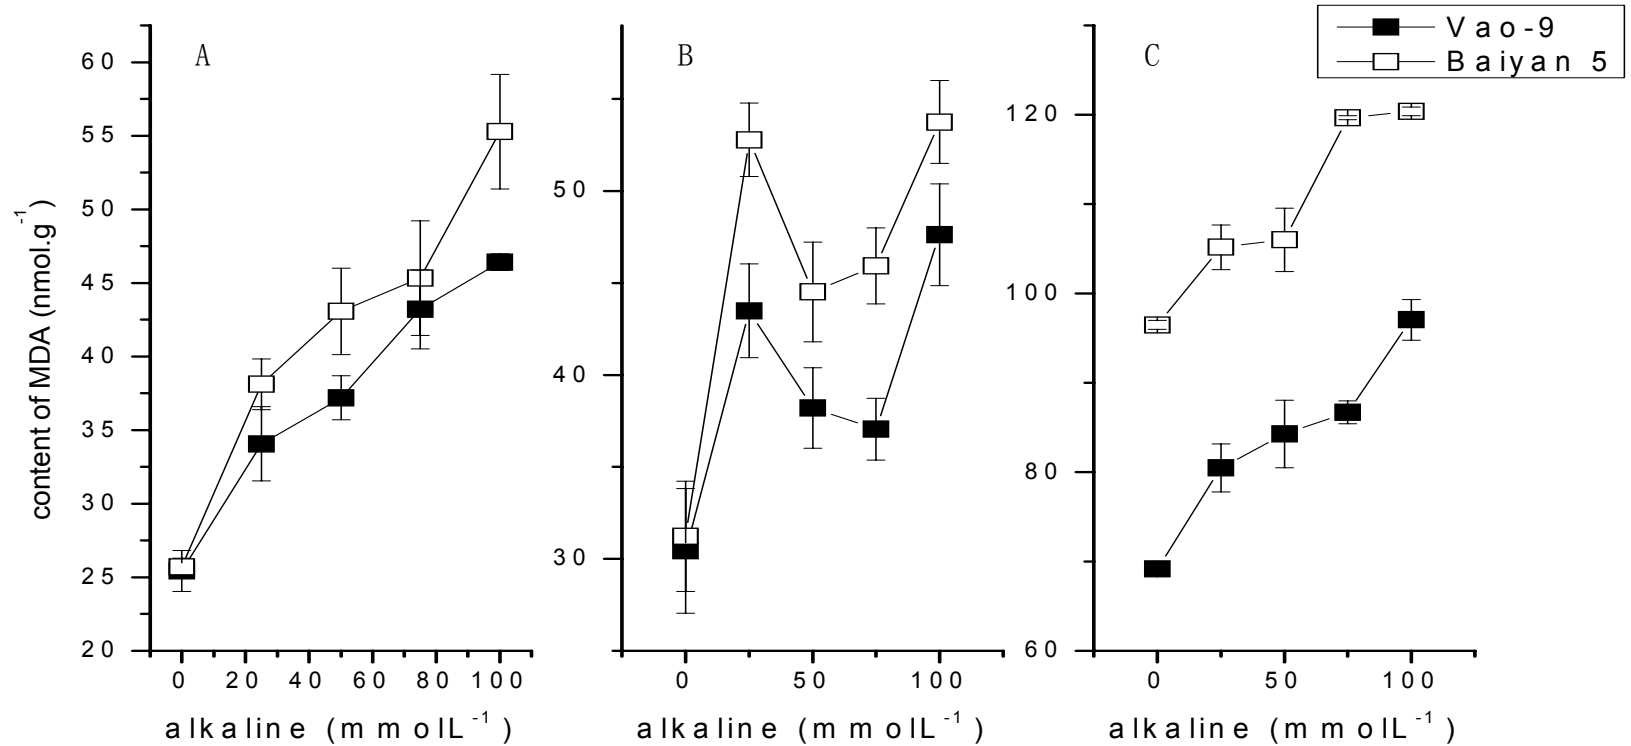 A
B
C
Vao-9
Baiyan 5
content of MDA (nmol.g-1)
60
55
50
45
40
35
30
25
20
50
40
30
120
100
80
60
0 20 40 60 80 100
0 50 100
0 50 100
alkaline (mmolL-1)
alkaline (mmolL-1)
alkaline (mmolL-1)